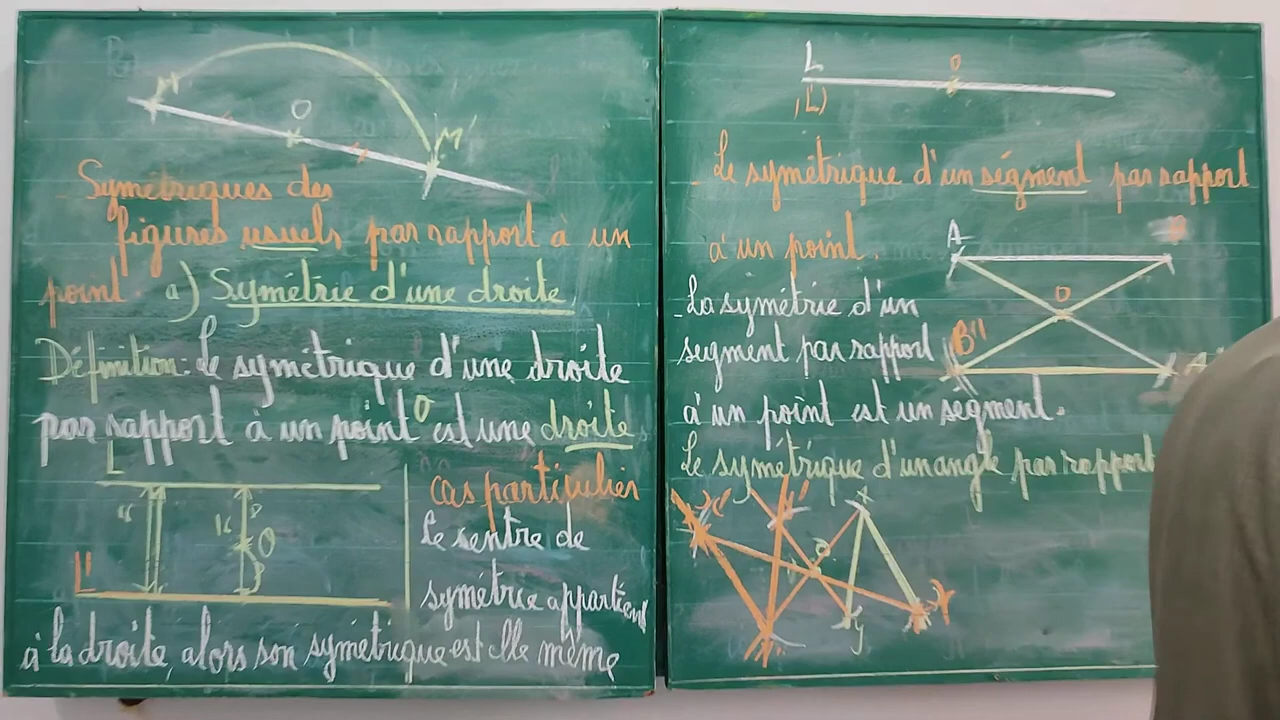 M
O
M'
Symétriques des
figures usuels par rapport à un
point. a) Symétrie d'une droite
Définition: Le symétrique d'une droite
par rapport à un point O est une droite
L
O
L'
cas particulier
le sentre de
symétrie appartient
à la droite, alors son symétrique est elle même
L
O
(L)
- Le symétrique d'un ségment par rapport
à un point.
A
O
B'
A'
- La symétrie d'un
segment par rapport
à un point est un ségment.
Le symétrique d'un angle par rapport
x'
y'
O
y